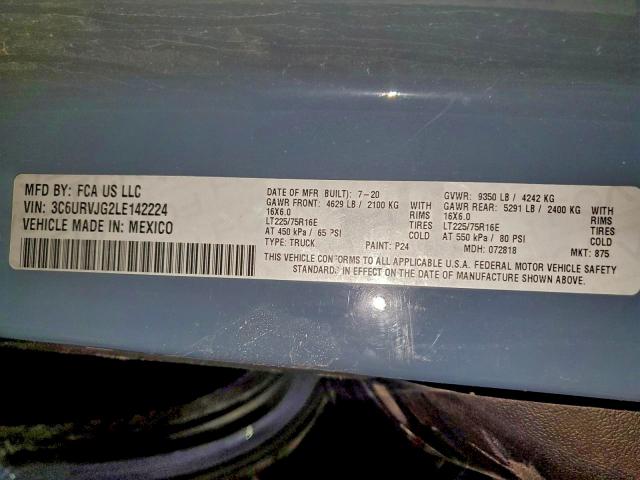 MFD BY: FCA US LLC
VIN: 3C6URVJG2LE142224
VEHICLE MADE IN: MEXICO
DATE OF MFR (BUILT): 7-20
GAWR FRONT: 4629 LB / 2100 KG WITH
16X6.0 RIMS
LT225/75R16E TIRES
AT 450 kPa / 65 PSI COLD
TYPE: TRUCK PAINT: P24
GVWR: 9350 LB / 4242 KG
GAWR REAR: 5291 LB / 2400 KG WITH
16X6.0 RIMS
LT225/75R16E TIRES
AT 550 kPa / 80 PSI COLD
MDH: 072818 MKT: 875
THIS VEHICLE CONFORMS TO ALL APPLICABLE U.S.A. FEDERAL MOTOR VEHICLE SAFETY
STANDARDS IN EFFECT ON THE DATE OF MANUFACTURE SHOWN ABOVE.